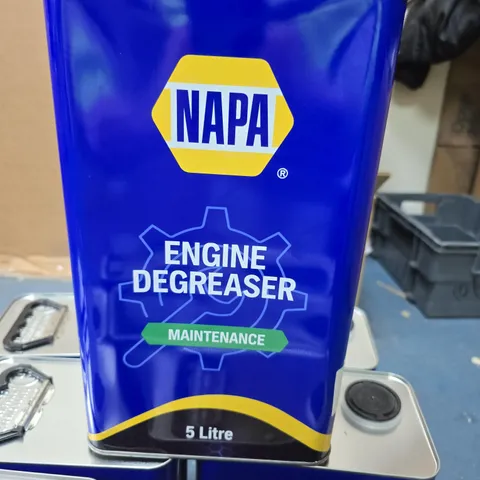 NAPA
®
ENGINE
DEGREASER
MAINTENANCE
5 Litre